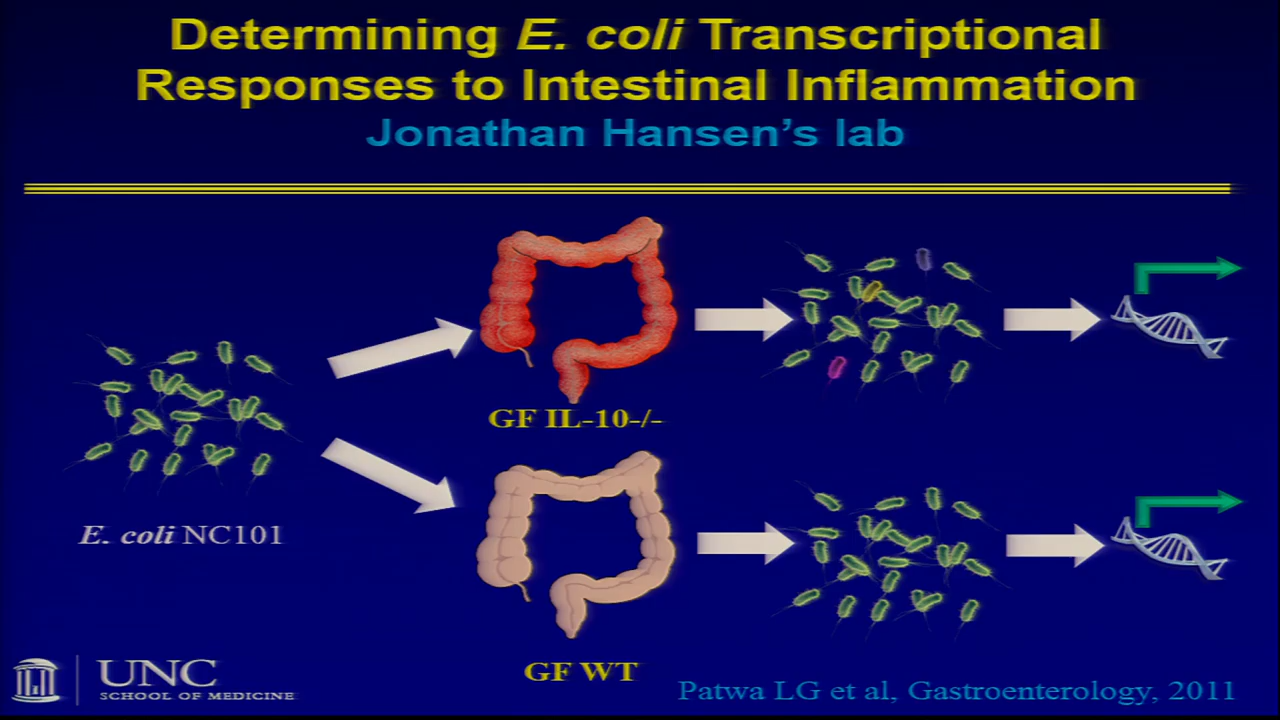 Determining E. coli Transcriptional
Responses to Intestinal Inflammation
Jonathan Hansen's lab
GF IL-10-/-
E. coli NC101
GF WT
UNC
SCHOOL OF MEDICINE
Patwa LG et al, Gastroenterology, 2011